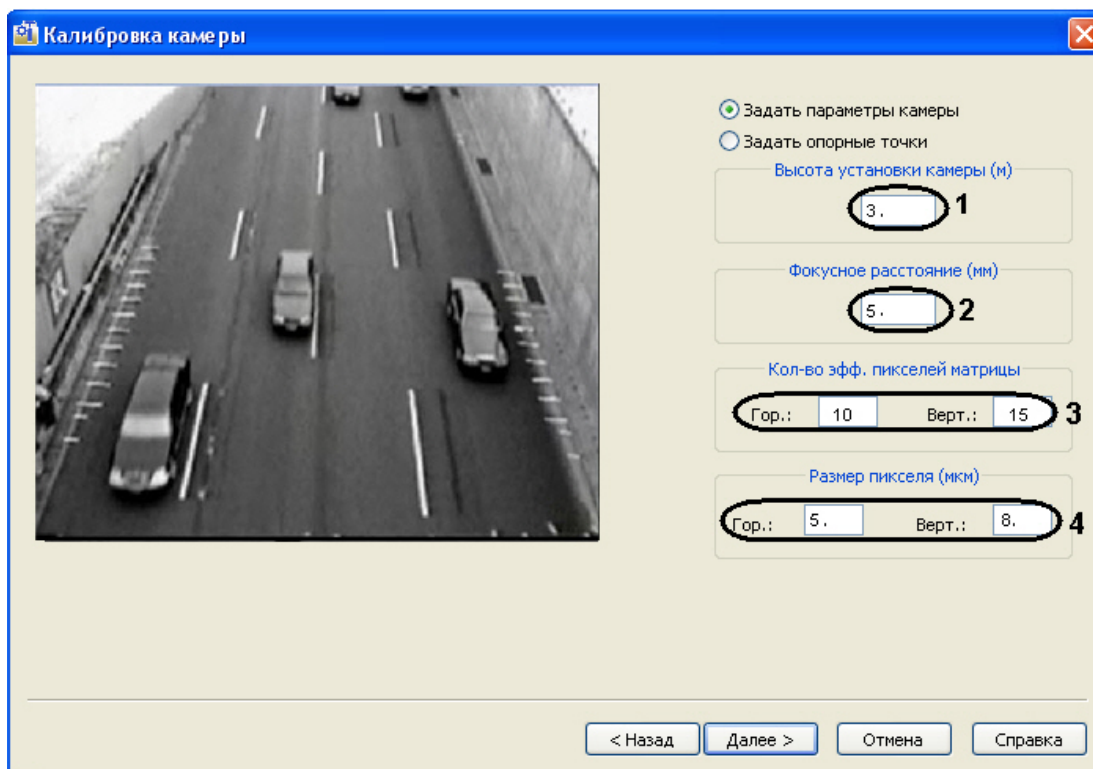 Калибровка камеры
Задать параметры камеры
Задать опорные точки
Высота установки камеры (м)
3. 1
Фокусное расстояние (мм)
5. 2
Кол-во эфф. пикселей матрицы
Гор.: 10 Верт.: 15 3
Размер пикселя (мкм)
Гор.: 5. Верт.: 8. 4
< Назад Далее > Отмена Справка